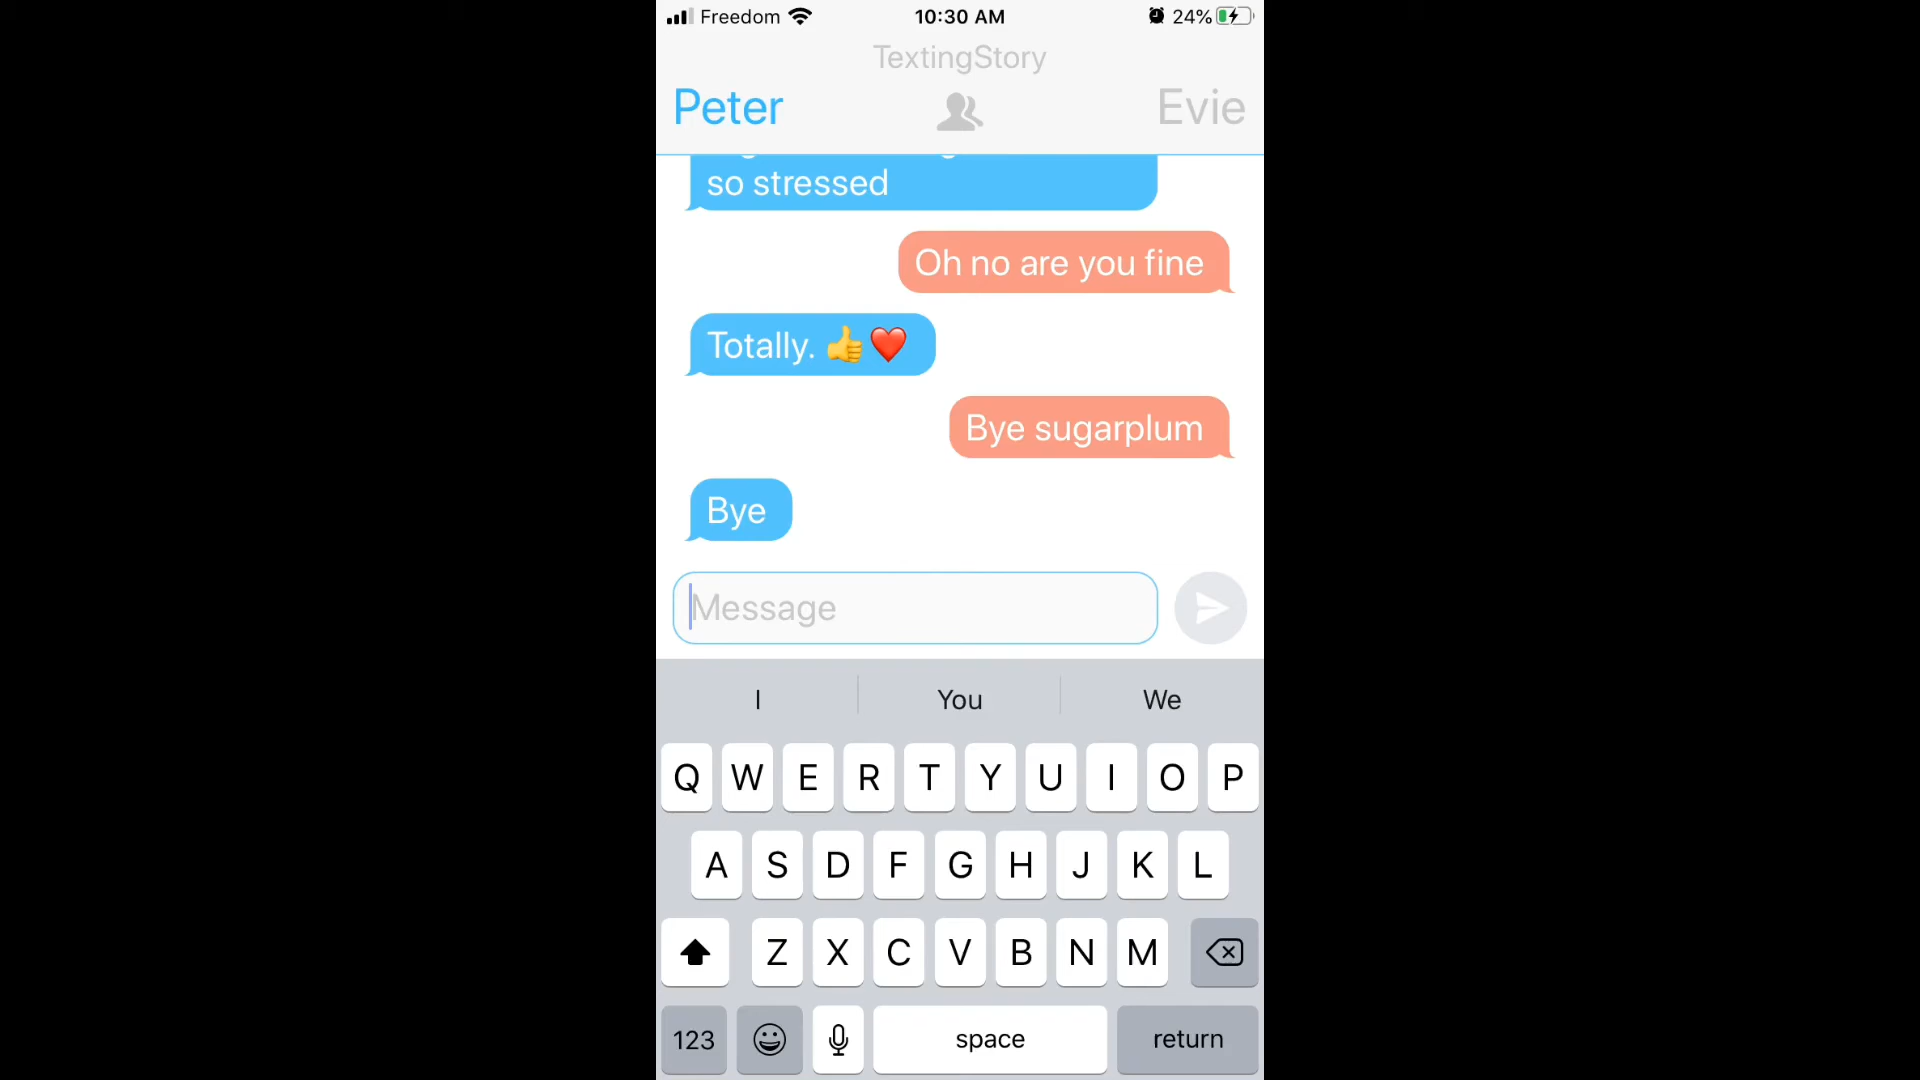 Freedom 10:30 AM 24%
TextingStory
Peter Evie
so stressed
Oh no are you fine
Totally. 👍❤️
Bye sugarplum
Bye
Message
I You We
Q W E R T Y U I O P
A S D F G H J K L
Z X C V B N M
123 space return